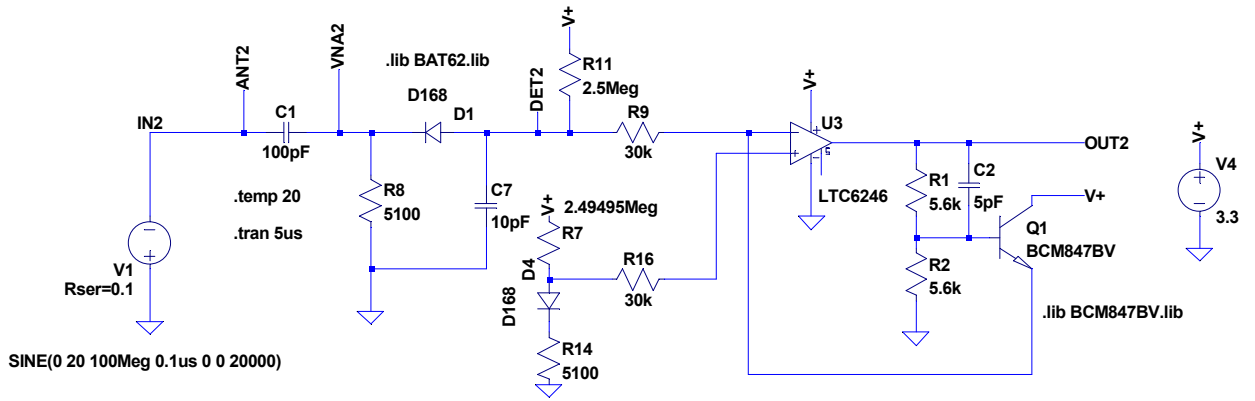 ANT2
VNA2
.lib BAT62.lib
V+
R11
2.5Meg
DET2
IN2
C1
100pF
D168
D1
R9
30k
V+
U3
5
LTC6246
OUT2
V+
V4
3.3
R8
5100
C7
10pF
.temp 20
.tran 5us
V+
2.49495Meg
R7
D4
D168
R16
30k
R14
5100
R1
5.6k
C2
5pF
V+
Q1
BCM847BV
R2
5.6k
.lib BCM847BV.lib
V1
Rser=0.1
SINE(0 20 100Meg 0.1us 0 0 20000)